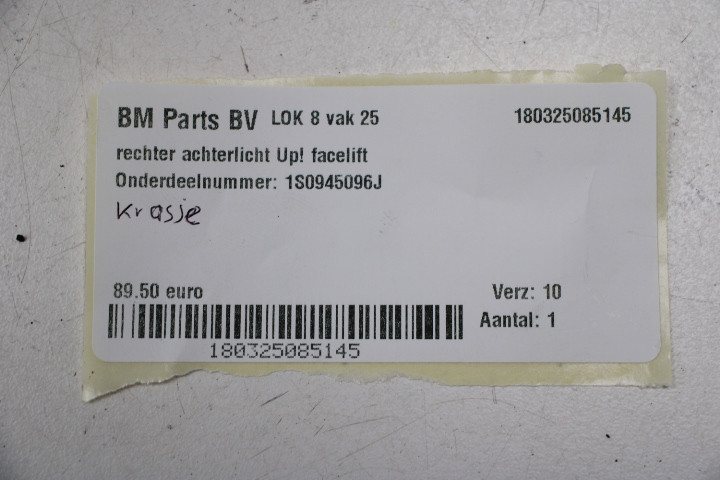 BM Parts BV LOK 8 vak 25 180325085145
rechter achterlicht Up! facelift
Onderdeelnummer: 1S0945096J
Krasje
89.50 euro Verz: 10
Aantal: 1
180325085145